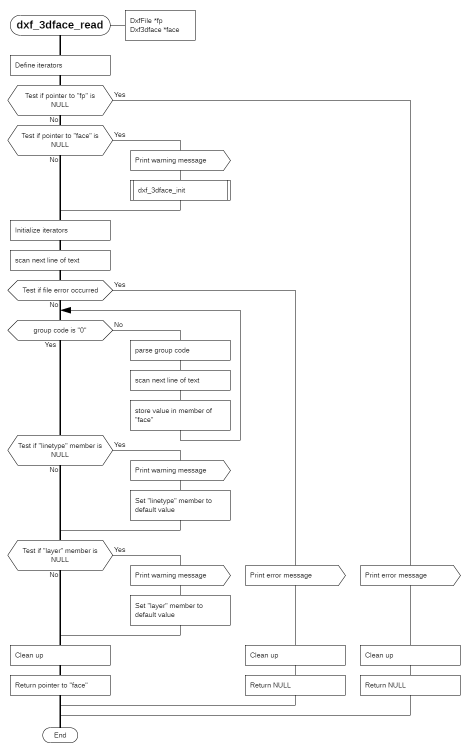 dxf_3dface_read
DxfFile *fp
Dxf3dface *face
Define iterators
Test if pointer to "fp" is
NULL
Yes
No
Test if pointer to "face" is
NULL
Yes
No
Print warning message
dxf_3dface_init
Initialize iterators
scan next line of text
Test if file error occurred
Yes
No
group code is "0"
No
Yes
parse group code
scan next line of text
store value in member of
"face"
Test if "linetype" member is
NULL
Yes
No
Print warning message
Set "linetype" member to
default value
Test if "layer" member is
NULL
Yes
No
Print warning message
Print error message
Print error message
Set "layer" member to
default value
Clean up
Clean up
Clean up
Return pointer to "face"
Return NULL
Return NULL
End